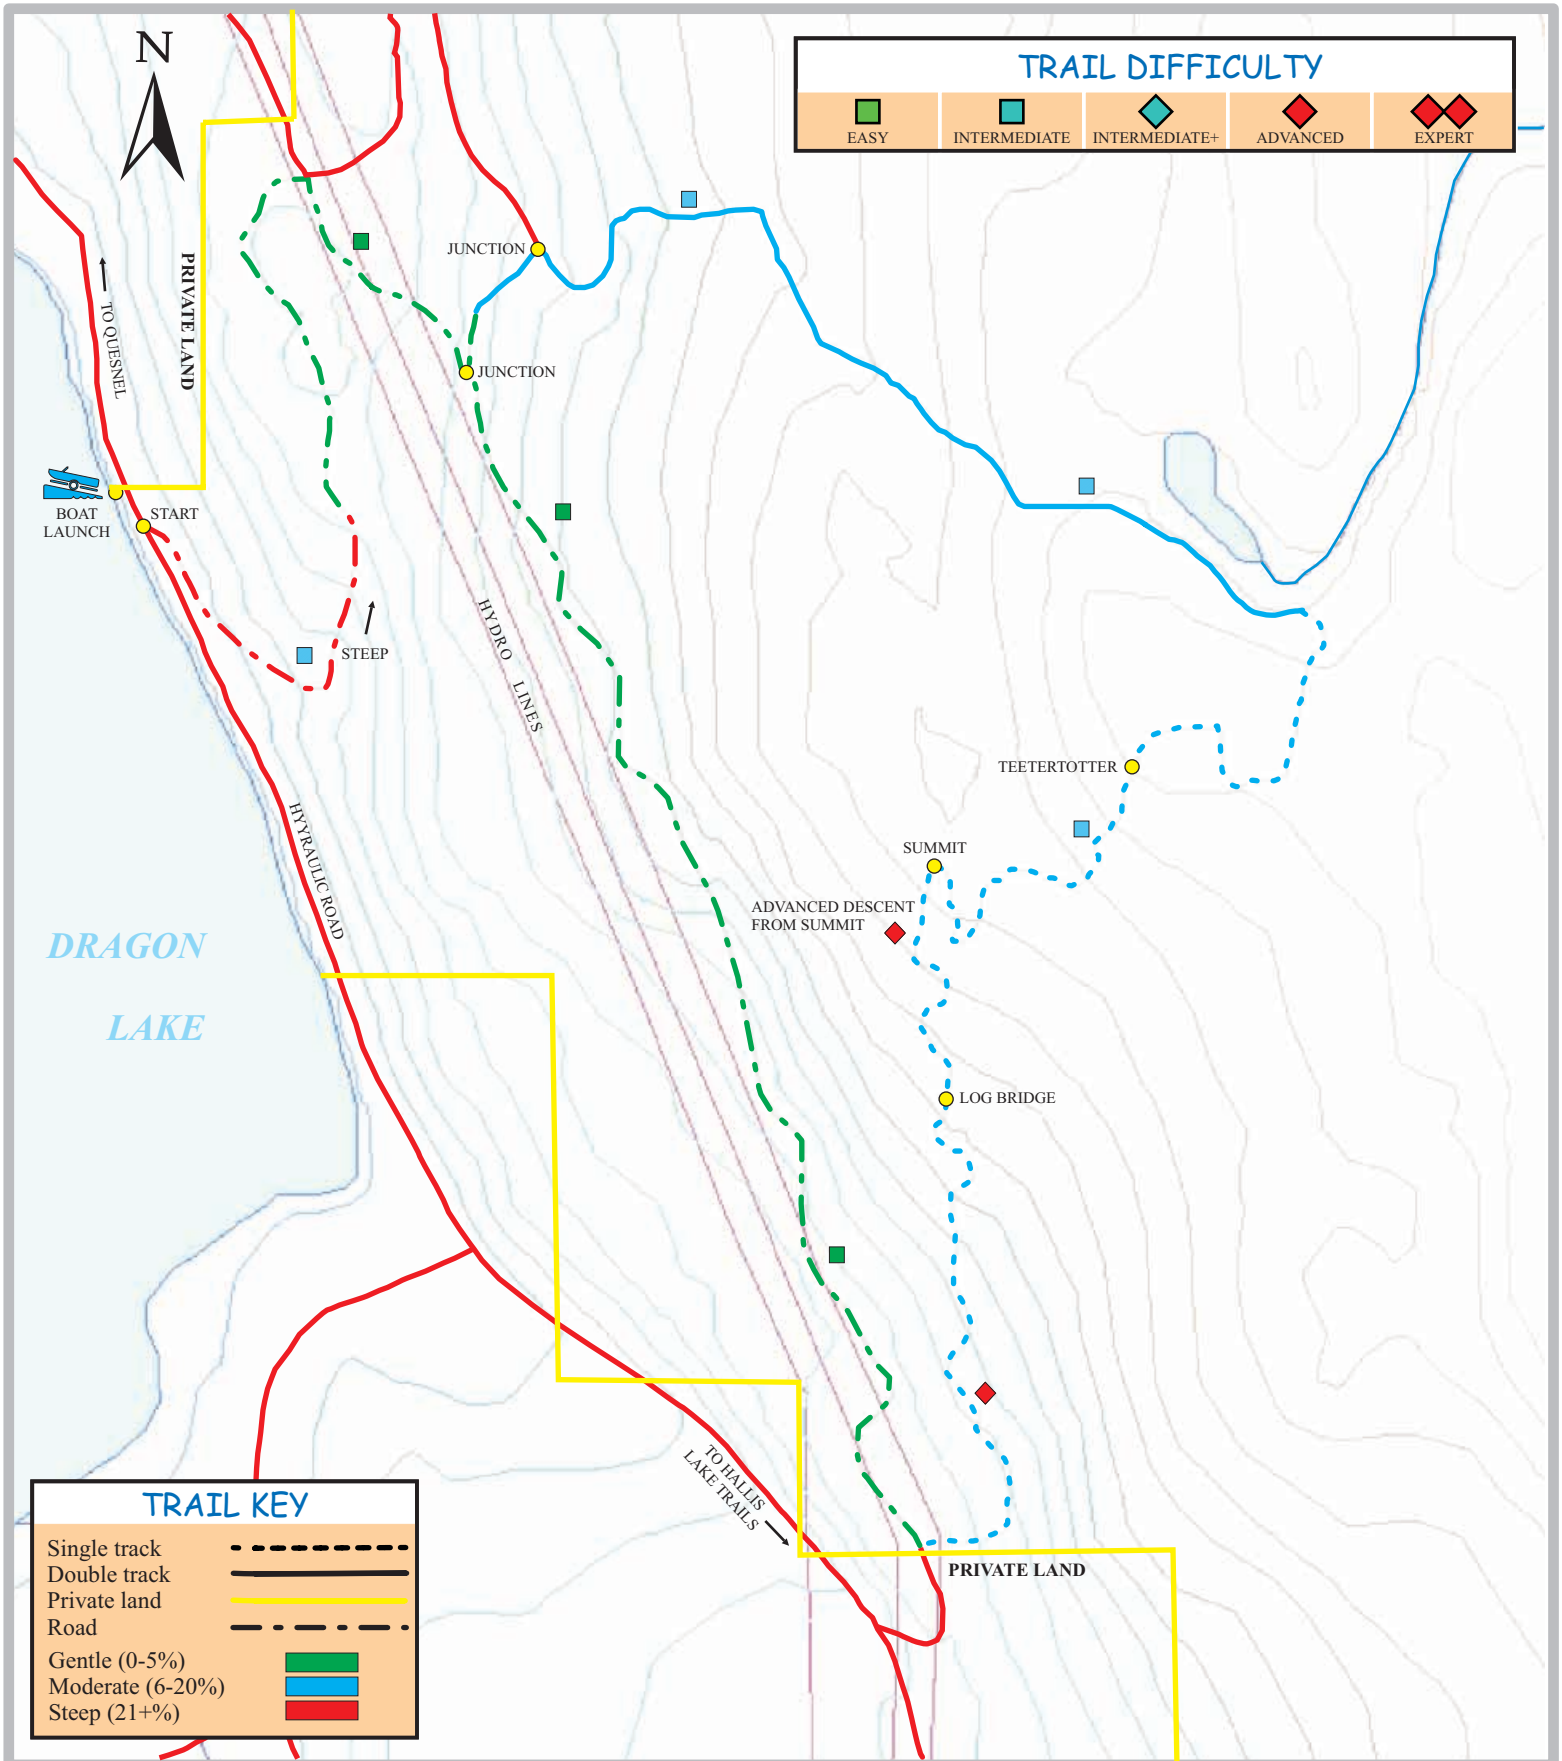 N
TRAIL DIFFICULTY
EASY
INTERMEDIATE
INTERMEDIATE+
ADVANCED
EXPERT
JUNCTION
PRIVATE LAND
TO QUESNEL
JUNCTION
BOAT
LAUNCH
START
STEEP
HYDRO LINES
TEETERTOTTER
HYYRAULIC ROAD
SUMMIT
ADVANCED DESCENT
FROM SUMMIT
DRAGON
LAKE
LOG BRIDGE
TO HALLIS
LAKE TRAILS
PRIVATE LAND
TRAIL KEY
Single track
Double track
Private land
Road
Gentle (0-5%)
Moderate (6-20%)
Steep (21+%)